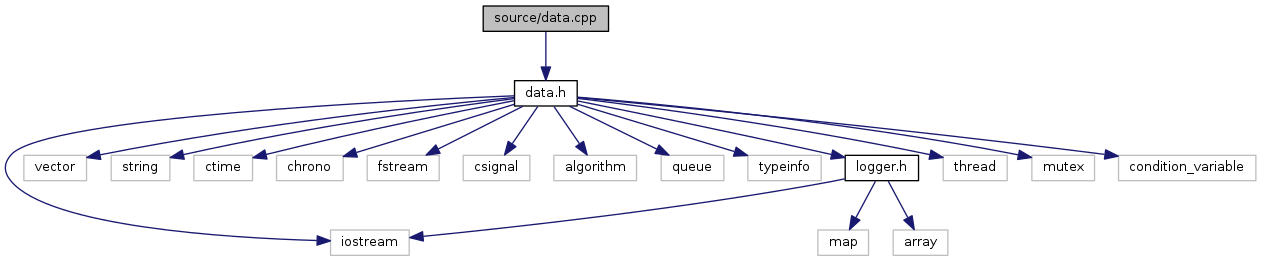 source/data.cpp
data.h
vector
string
ctime
chrono
fstream
csignal
algorithm
queue
typeinfo
logger.h
thread
mutex
condition_variable
iostream
map
array